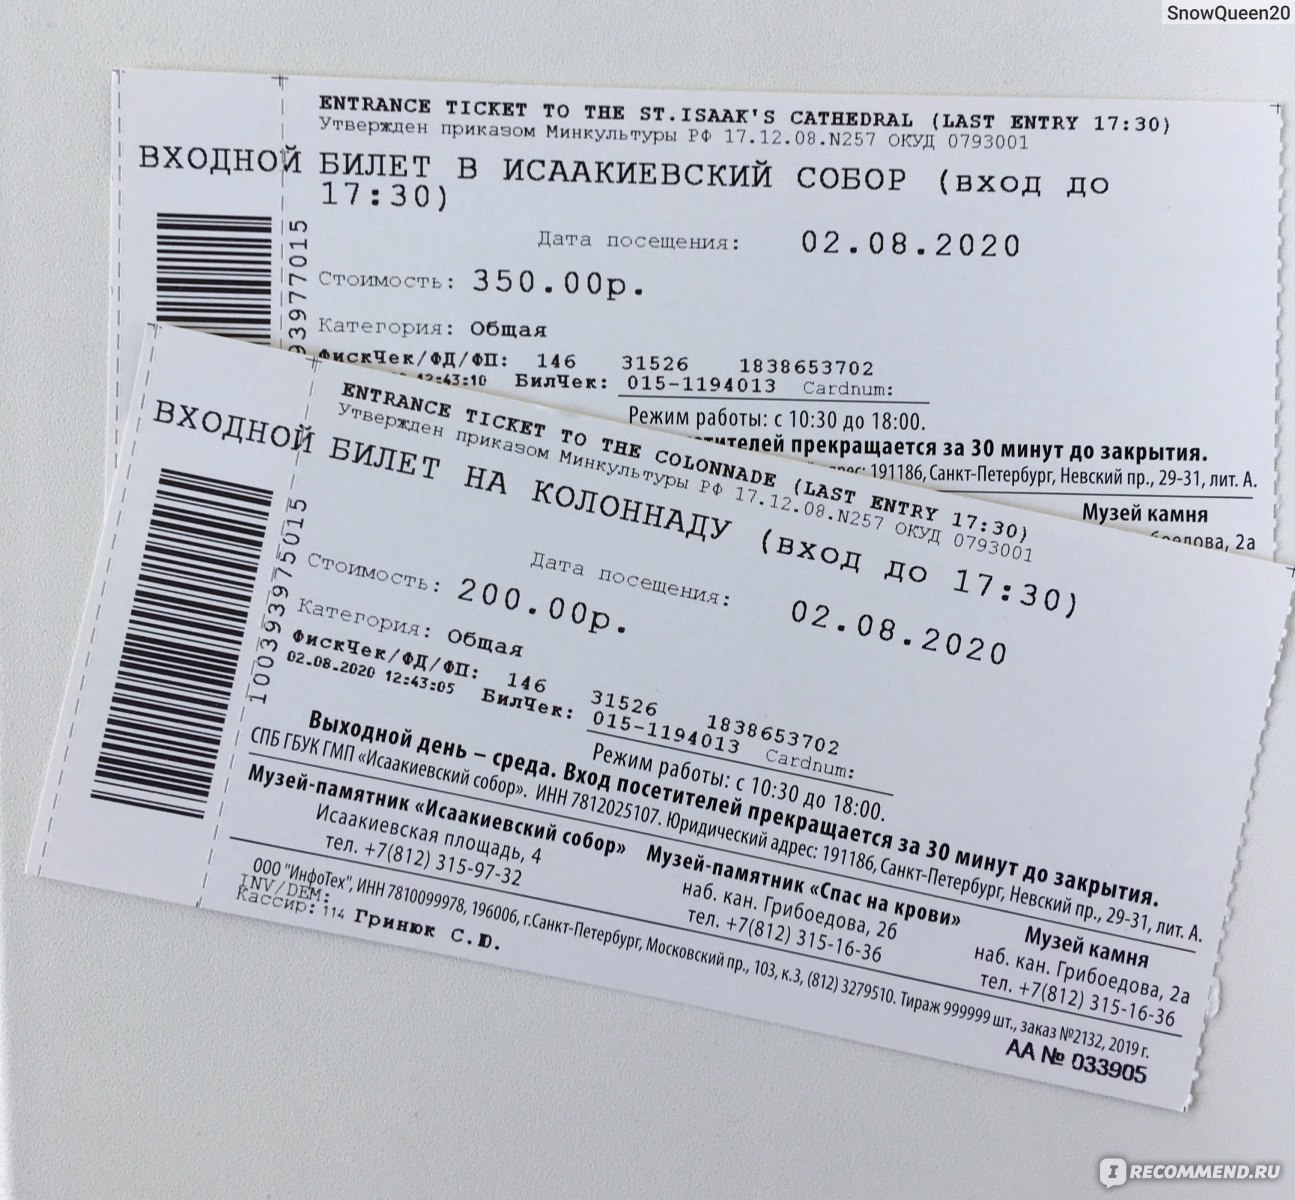 SnowQueen20
ENTRANCE TICKET TO THE ST.ISAAK'S CATHEDRAL (LAST ENTRY 17:30)
Утвержден приказом Минкультуры РФ 17.12.08.N257 ОКУД 0793001
ВХОДНОЙ БИЛЕТ В ИСААКИЕВСКИЙ СОБОР (вход до
17:30)
Дата посещения: 02.08.2020
Стоимость: 350.00р.
93977015
Категория: Общая
ФискЧек/ФД/ФП: 146 31526 1838653702
12:43:10 БилЧек: 015-1194013 Cardnum:
Режим работы: с 10:30 до 18:00.
прекращается за 30 минут до закрытия.
191186, Санкт-Петербург, Невский пр., 29-31, лит. А.
Музей камня
2а
ENTRANCE TICKET TO THE COLONNADE (LAST ENTRY 17:30)
Утвержден приказом Минкультуры РФ 17.12.08.N257 ОКУД 0793001
ВХОДНОЙ БИЛЕТ НА КОЛОННАДУ (вход до 17:30)
Дата посещения: 02.08.2020
Стоимость: 200.00р.
100393975015
Категория: Общая
ФискЧек/ФД/ФП: 146 31526 1838653702
02.08.2020 12:43:05 БилЧек: 015-1194013 Cardnum:
Режим работы: с 10:30 до 18:00.
Выходной день – среда. Вход посетителей прекращается за 30 минут до закрытия.
СПБ ГБУК ГМП «Исаакиевский собор». ИНН 7812025107. Юридический адрес: 191186, Санкт-Петербург, Невский пр., 29-31, лит. А.
Музей-памятник «Исаакиевский собор»
Исаакиевская площадь, 4
тел. +7(812) 315-97-32
Музей-памятник «Спас на крови»
наб. кан. Грибоедова, 2б
тел. +7(812) 315-16-36
Музей камня
наб. кан. Грибоедова, 2а
тел. +7(812) 315-16-36
ООО "ИнфоТех", ИНН 7810099978, 196006, г.Санкт-Петербург, Московский пр., 103, к.3, (812) 3279510. Тираж 999999 шт., заказ №2132, 2019 г.
INV/DEM:
Кассир: 114 Гринюк С.Ю.
АА № 033905
IRECOMMEND.RU